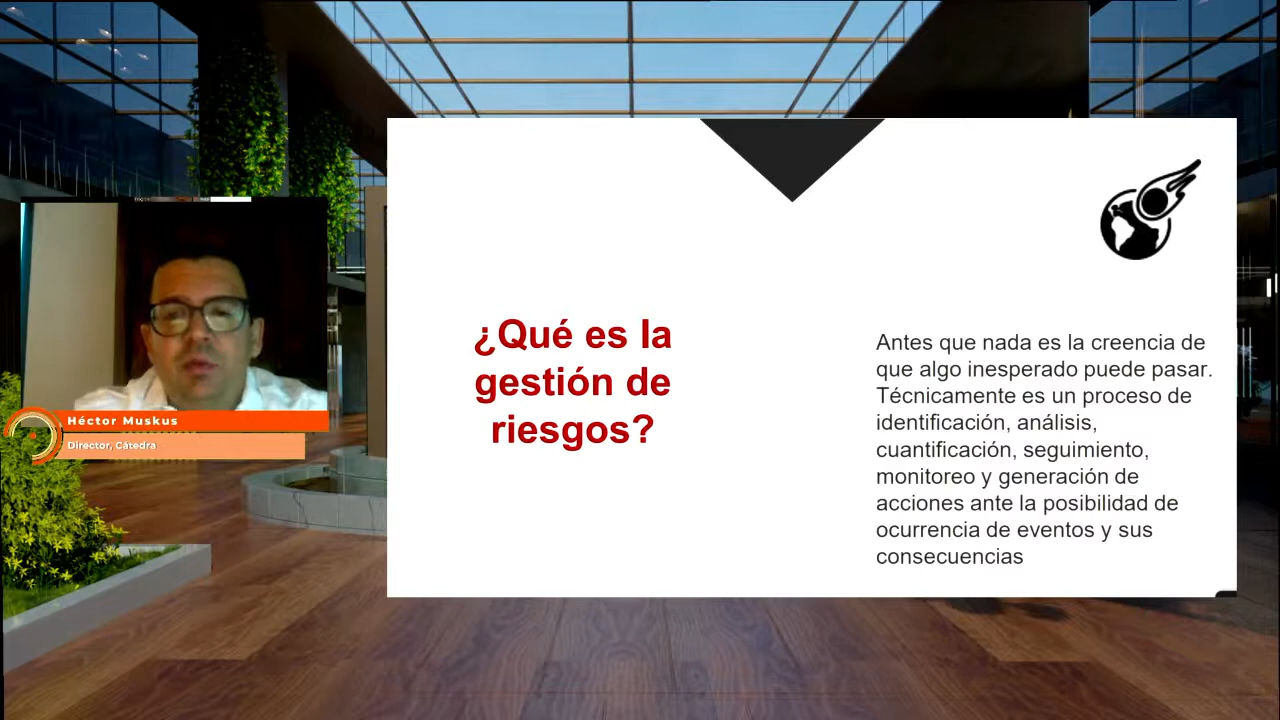 Héctor Muskus
Director, Cátedra
¿Qué es la
gestión de
riesgos?
Antes que nada es la creencia de
que algo inesperado puede pasar.
Técnicamente es un proceso de
identificación, análisis,
cuantificación, seguimiento,
monitoreo y generación de
acciones ante la posibilidad de
ocurrencia de eventos y sus
consecuencias